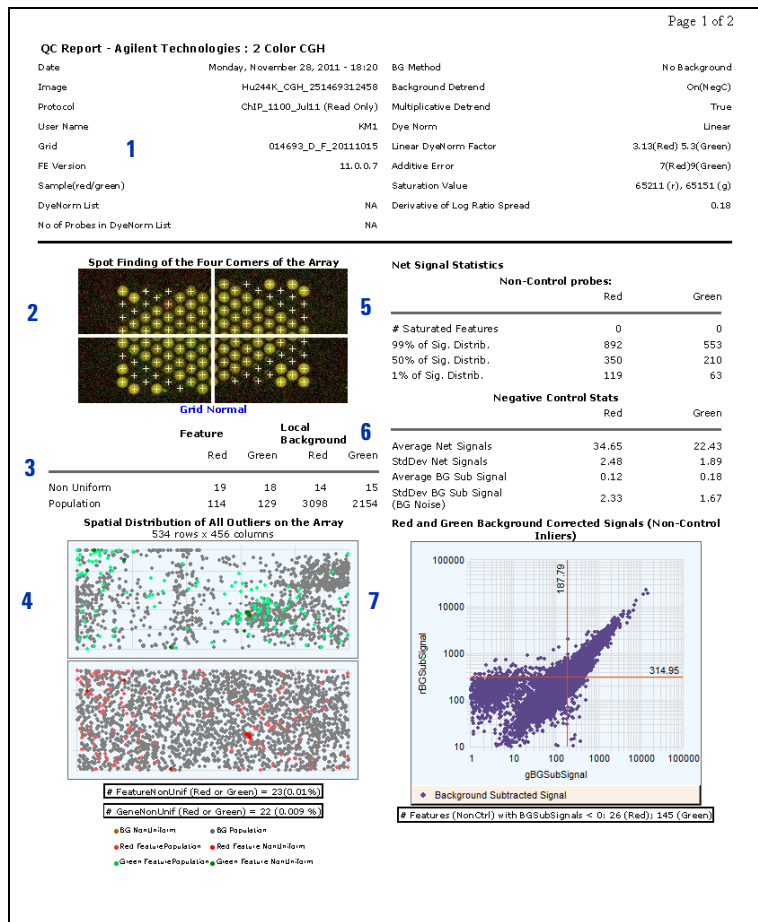 Page 1 of 2
QC Report - Agilent Technologies : 2 Color CGH
Date Monday, November 28, 2011 - 18:20 BG Method No Background
Image Hu244K_CGH_251469312458 Background Detrend On(NegC)
Protocol ChIP_1100_Jul11 (Read Only) Multiplicative Detrend True
User Name KM1 Dye Norm Linear
Grid 014693_D_F_20111015 Linear DyeNorm Factor 3.13(Red) 5.3(Green)
1
FE Version 11.0.0.7 Additive Error 7(Red)9(Green)
Sample(red/green) Saturation Value 65211 (r), 65151 (g)
DyeNorm List NA Derivative of Log Ratio Spread 0.18
No of Probes in DyeNorm List NA
Spot Finding of the Four Corners of the Array
2
Grid Normal
Feature Local Background
Red Green Red Green
3
Non Uniform 19 18 14 15
Population 114 129 3098 2154
Spatial Distribution of All Outliers on the Array
534 rows x 456 columns
4
# FeatureNonUnif (Red or Green) = 23(0.01%)
# GeneNonUnif (Red or Green) = 22 (0.009 %)
BG NonUniform BG Population
Red FeaturePopulation Red Feature NonUniform
Green FeaturePopulation Green Feature NonUniform
Net Signal Statistics
Non-Control probes:
Red Green
5
# Saturated Features 0 0
99% of Sig. Distrib. 892 553
50% of Sig. Distrib. 350 210
1% of Sig. Distrib. 119 63
Negative Control Stats
Red Green
6
Average Net Signals 34.65 22.43
StdDev Net Signals 2.48 1.89
Average BG Sub Signal 0.12 0.18
StdDev BG Sub Signal (BG Noise) 2.33 1.67
Red and Green Background Corrected Signals (Non-Control
Inliers)
7
100000
10000
1000
100
10
rBGSubSignal
187.79
314.95
1 10 100 1000 10000 100000
gBGSubSignal
Background Subtracted Signal
# Features (NonCtrl) with BGSubSignals < 0: 26 (Red); 145 (Green)